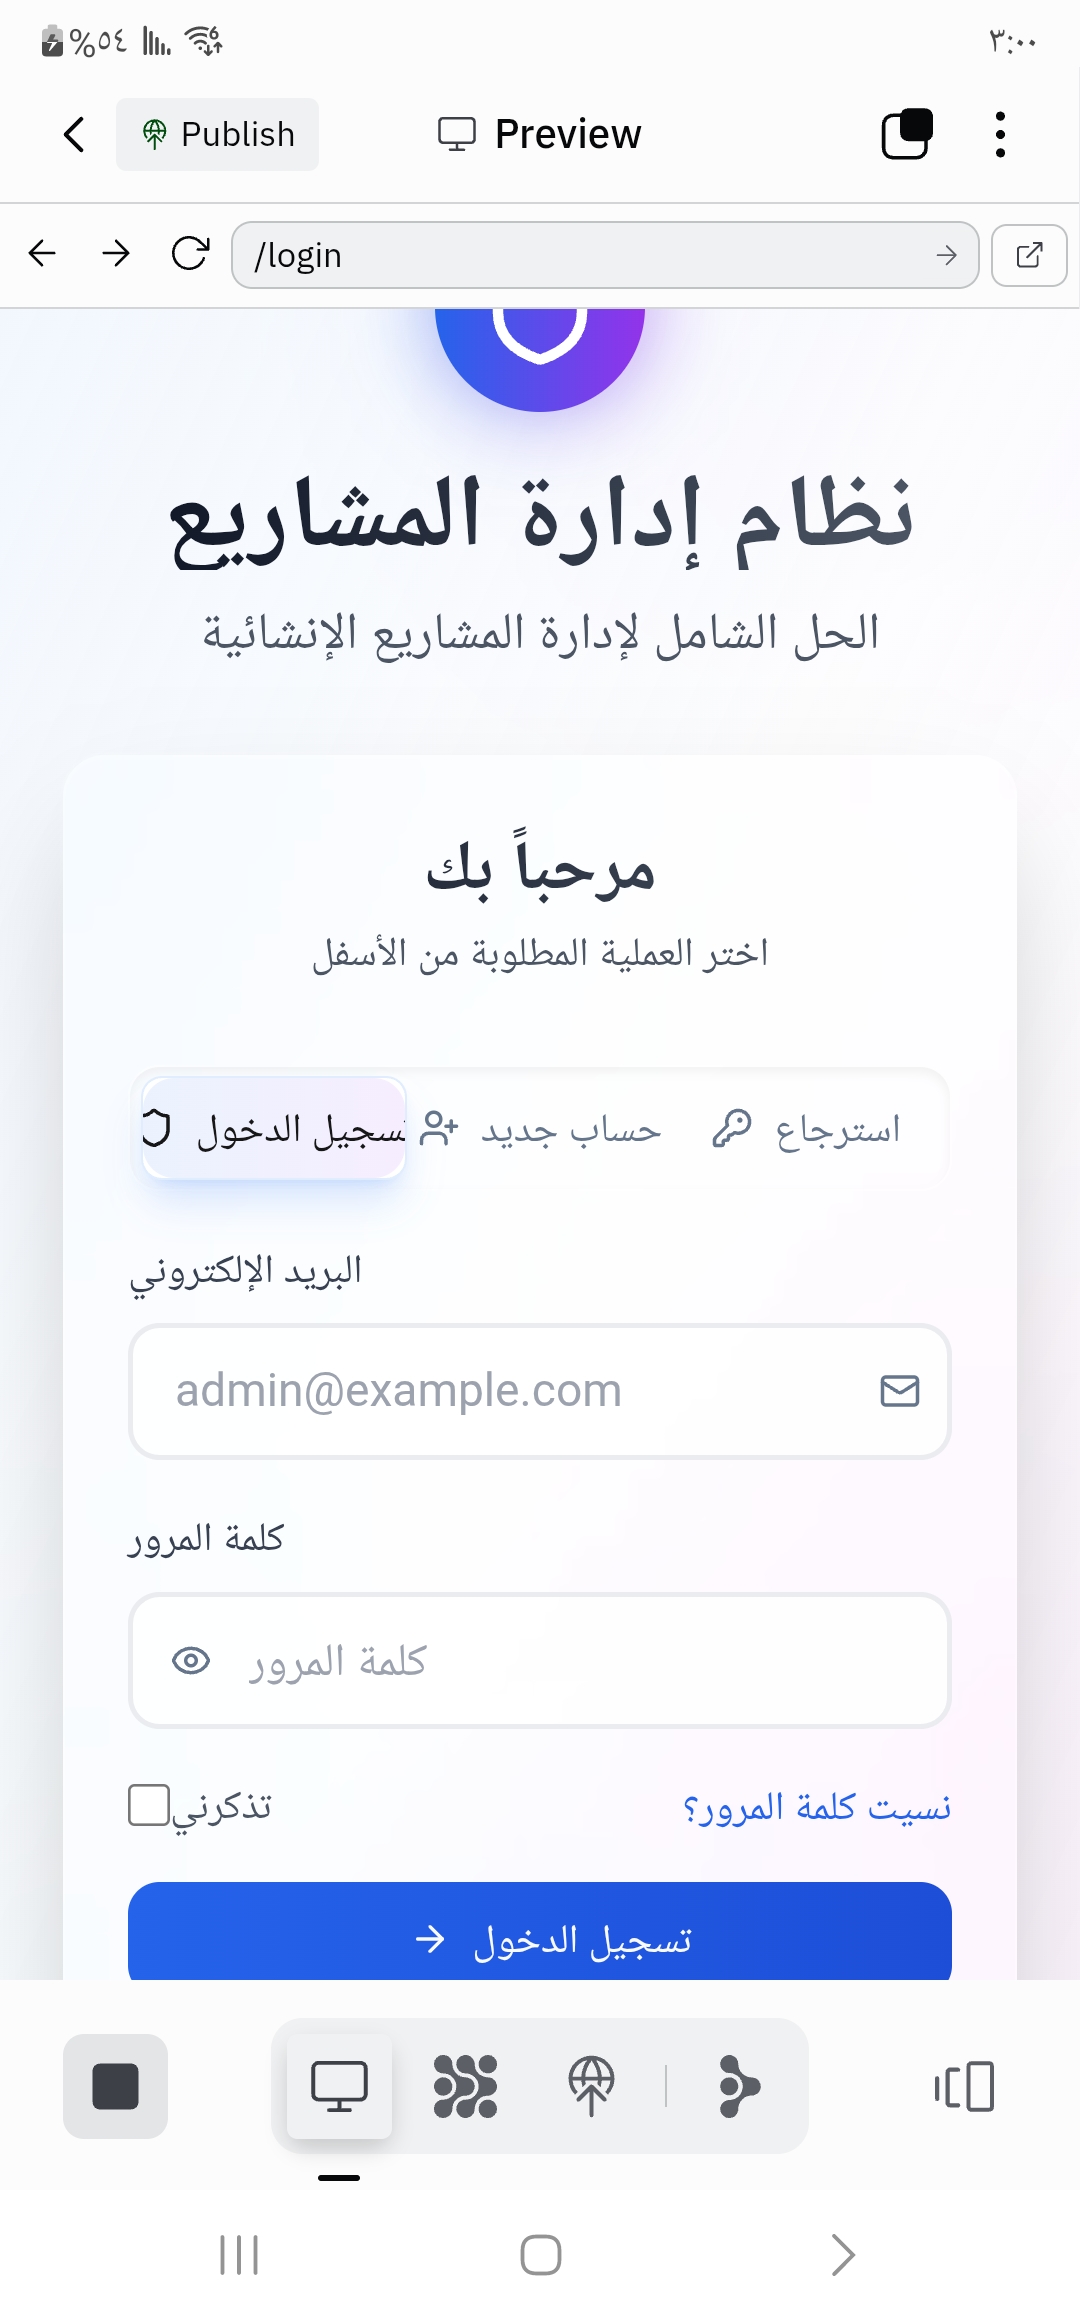 %٥٤
6
٣:٠٠
Publish
Preview
/login
نظام إدارة المشاريع
الحل الشامل لإدارة المشاريع الإنشائية
مرحباً بك
اختر العملية المطلوبة من الأسفل
تسجيل الدخول
حساب جديد
استرجاع
البريد الإلكتروني
admin@example.com
كلمة المرور
كلمة المرور
تذكرني
نسيت كلمة المرور؟
تسجيل الدخول